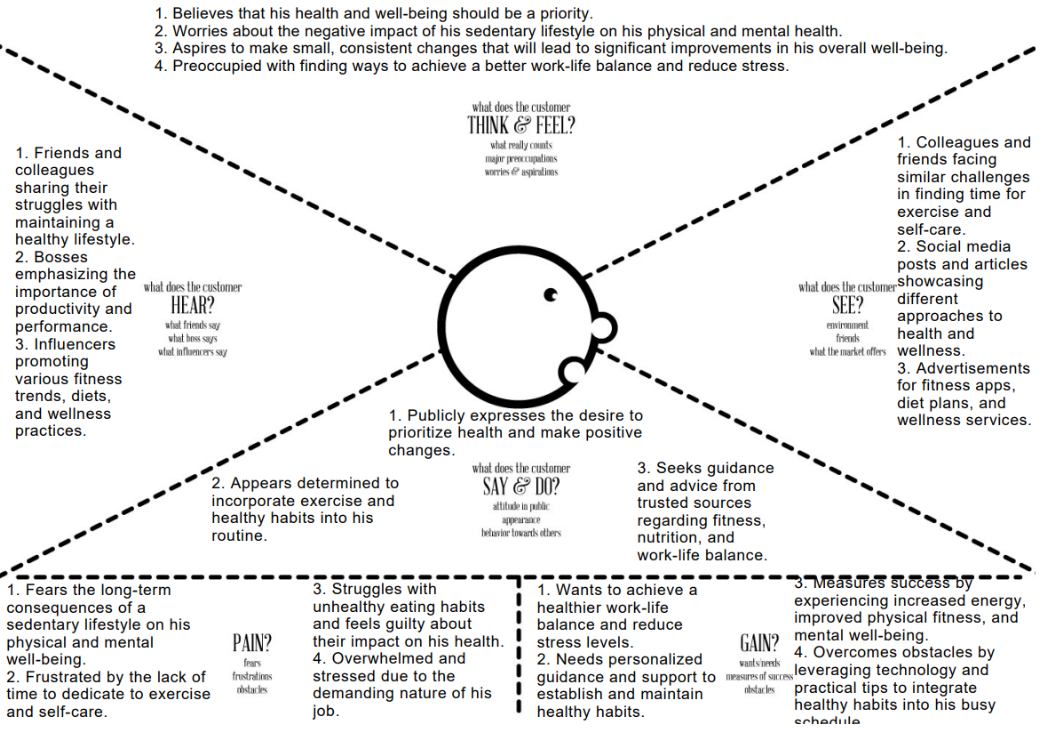 1. Believes that his health and well-being should be a priority.
2. Worries about the negative impact of his sedentary lifestyle on his physical and mental health.
3. Aspires to make small, consistent changes that will lead to significant improvements in his overall well-being.
4. Preoccupied with finding ways to achieve a better work-life balance and reduce stress.
what does the customer
THINK & FEEL?
what really counts
major preoccupations
worries & aspirations
1. Friends and
colleagues
sharing their
struggles with
maintaining a
healthy lifestyle.
2. Bosses
emphasizing the
importance of
productivity and
performance.
3. Influencers
promoting
various fitness
trends, diets,
and wellness
practices.
what does the customer
HEAR?
what friends say
what boss says
what influencers say
what does the customer
SEE?
environment
friends
what the market offers
1. Colleagues and
friends facing
similar challenges
in finding time for
exercise and
self-care.
2. Social media
posts and articles
showcasing
different
approaches to
health and
wellness.
3. Advertisements
for fitness apps,
diet plans, and
wellness services.
1. Publicly expresses the desire to
prioritize health and make positive
changes.
2. Appears determined to
incorporate exercise and
healthy habits into his
routine.
what does the customer
SAY & DO?
attitude in public
appearance
behavior towards others
3. Seeks guidance
and advice from
trusted sources
regarding fitness,
nutrition, and
work-life balance.
1. Fears the long-term
consequences of a
sedentary lifestyle on his
physical and mental
well-being.
2. Frustrated by the lack of
time to dedicate to exercise
and self-care.
PAIN?
fears
frustrations
obstacles
3. Struggles with
unhealthy eating habits
and feels guilty about
their impact on his health.
4. Overwhelmed and
stressed due to the
demanding nature of his
job.
1. Wants to achieve a
healthier work-life
balance and reduce
stress levels.
2. Needs personalized
guidance and support to
establish and maintain
healthy habits.
GAIN?
wants/needs
measures of success
obstacles
3. Measures success by
experiencing increased energy,
improved physical fitness, and
mental well-being.
4. Overcomes obstacles by
leveraging technology and
practical tips to integrate
healthy habits into his busy
schedule